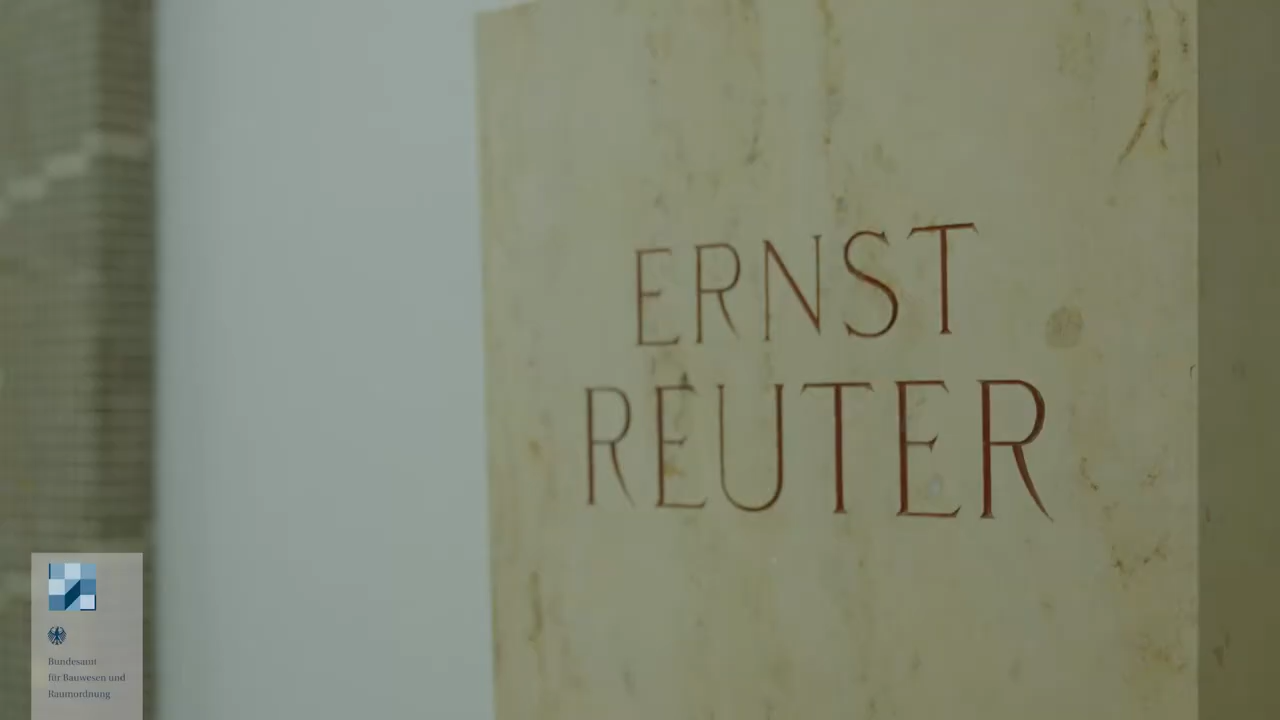 ERNST
REUTER
Bundesamt
für Bauwesen und
Raumordnung